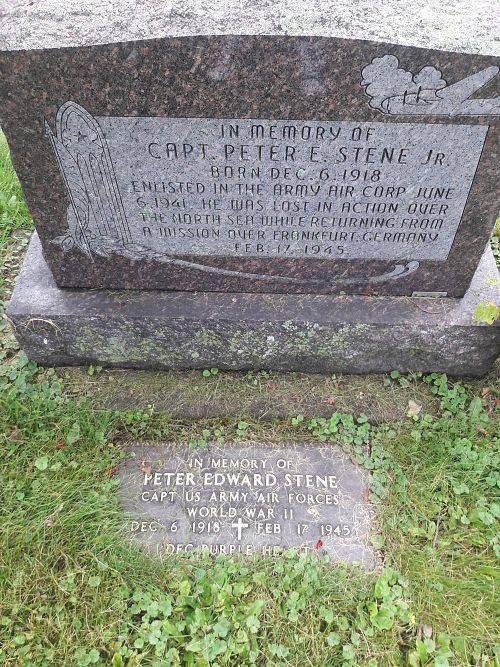 IN MEMORY OF
CAPT. PETER E. STENE JR.
BORN DEC. 6, 1918
ENLISTED IN THE ARMY AIR CORP JUNE
6, 1941. HE WAS LOST IN ACTION OVER
THE NORTH SEA WHILE RETURNING FROM
A MISSION OVER FRANKFURT, GERMANY
FEB. 17, 1945
IN MEMORY OF
PETER EDWARD STENE
CAPT US ARMY AIR FORCES
WORLD WAR II
DEC 6 1918 FEB 17 1945
DFC PURPLE HEART